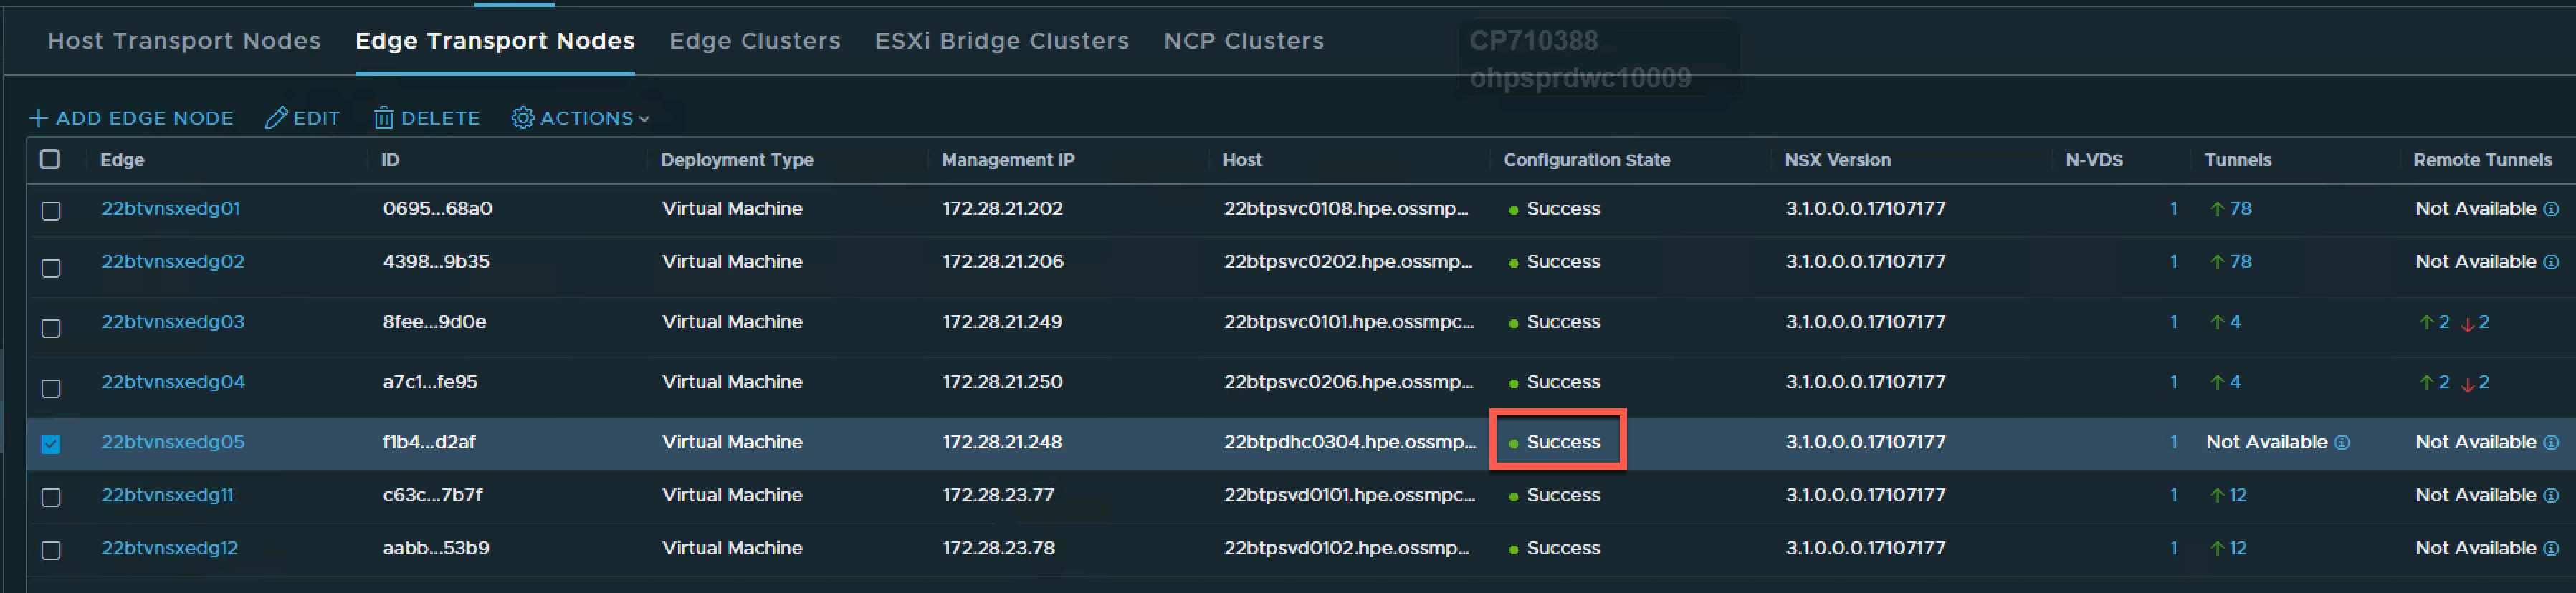 Host Transport Nodes Edge Transport Nodes Edge Clusters ESXi Bridge Clusters NCP Clusters
CP710388
ohpsprdwc10009
ADD EDGE NODE EDIT DELETE ACTIONS
Edge ID Deployment Type Management IP Host Configuration State NSX Version N-VDS Tunnels Remote Tunnels
22btvnsxedg01 0695...68a0 Virtual Machine 172.28.21.202 22btpsvc0108.hpe.ossmp... Success 3.1.0.0.0.17107177 1 78 Not Available
22btvnsxedg02 4398...9b35 Virtual Machine 172.28.21.206 22btpsvc0202.hpe.ossmp... Success 3.1.0.0.0.17107177 1 78 Not Available
22btvnsxedg03 8fee...9d0e Virtual Machine 172.28.21.249 22btpsvc0101.hpe.ossmpc... Success 3.1.0.0.0.17107177 1 4 2 2
22btvnsxedg04 a7c1...fe95 Virtual Machine 172.28.21.250 22btpsvc0206.hpe.ossmp... Success 3.1.0.0.0.17107177 1 4 2 2
22btvnsxedg05 f1b4...d2af Virtual Machine 172.28.21.248 22btpdhc0304.hpe.ossmp... Success 3.1.0.0.0.17107177 1 Not Available Not Available
22btvnsxedg11 c63c...7b7f Virtual Machine 172.28.23.77 22btpsvd0101.hpe.ossmpc... Success 3.1.0.0.0.17107177 1 12 Not Available
22btvnsxedg12 aabb...53b9 Virtual Machine 172.28.23.78 22btpsvd0102.hpe.ossmp... Success 3.1.0.0.0.17107177 1 12 Not Available